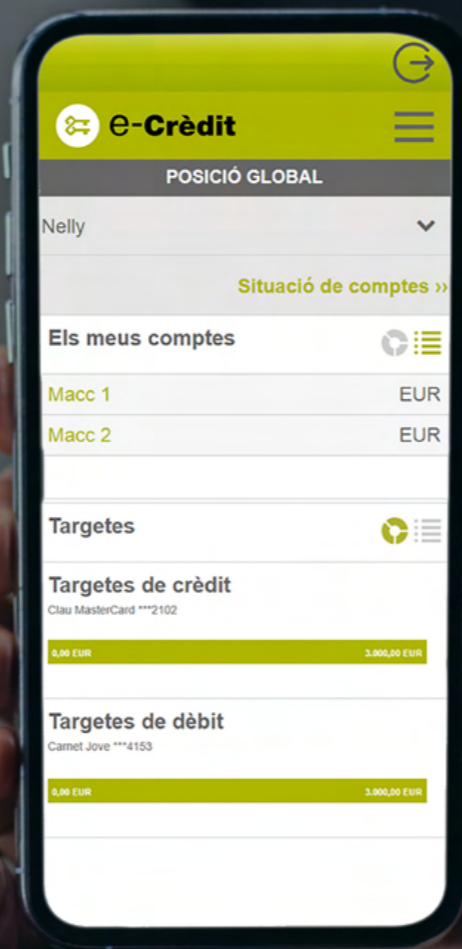 e-Crèdit
POSICIÓ GLOBAL
Nelly
Situació de comptes ››
Els meus comptes
Macc 1 EUR
Macc 2 EUR
Targetes
Targetes de crèdit
Clau MasterCard ***2102
0,00 EUR 3.000,00 EUR
Targetes de dèbit
Carnet Jove ***4153
0,00 EUR 3.000,00 EUR